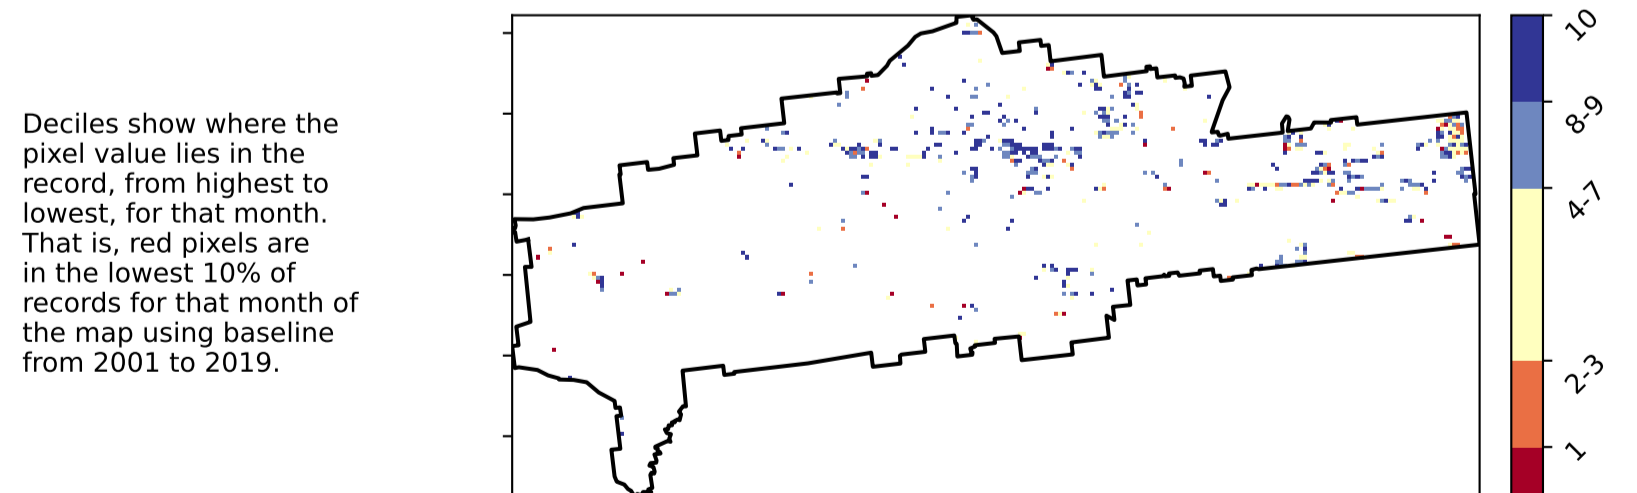 Deciles show where the
pixel value lies in the
record, from highest to
lowest, for that month.
That is, red pixels are
in the lowest 10% of
records for that month of
the map using baseline
from 2001 to 2019.
10
8-9
4-7
2-3
1